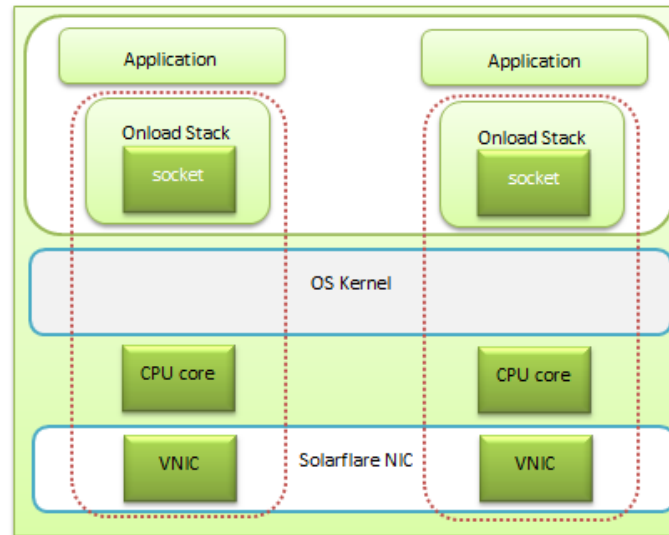 Application
Application
Onload Stack
Onload Stack
socket
socket
OS Kernel
CPU core
CPU core
VNIC
Solarflare NIC
VNIC